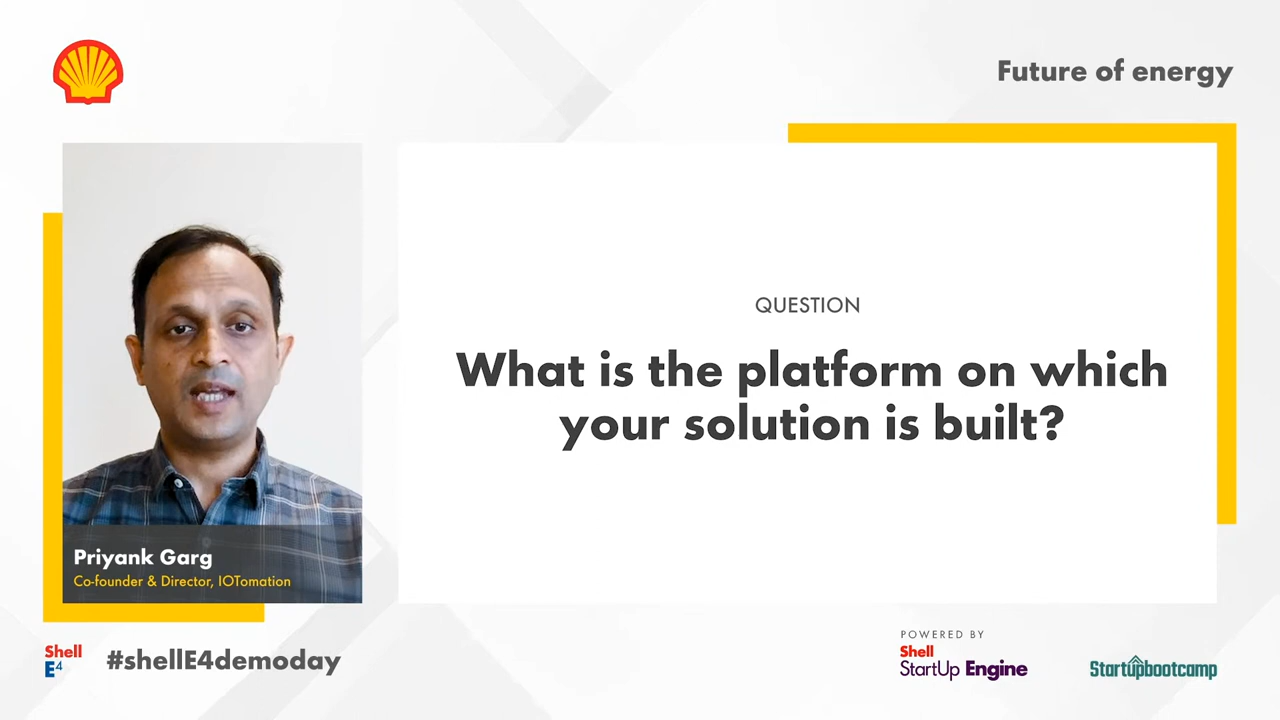 Future of energy
QUESTION
What is the platform on which
your solution is built?
Priyank Garg
Co-founder & Director, IOTomation
Shell
E4
#shellE4demoday
POWERED BY
Shell
StartUp Engine
Startupbootcamp